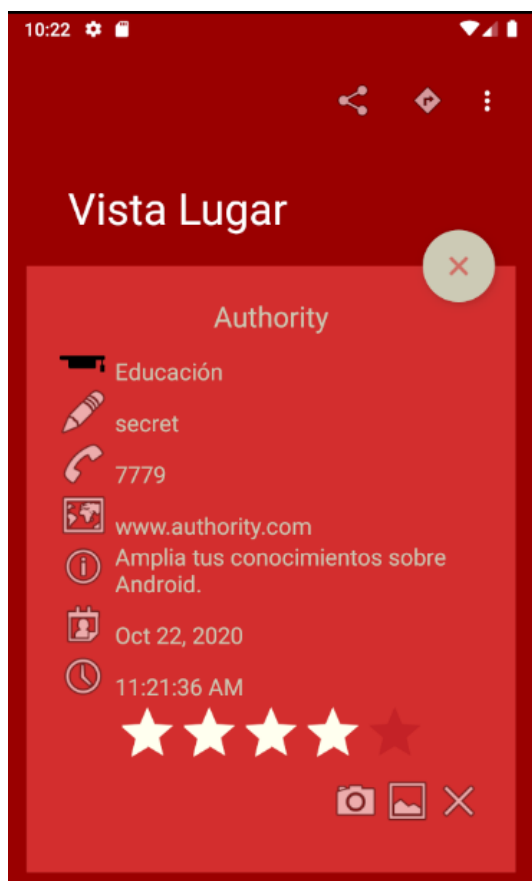 10:22
Vista Lugar
Authority
Educación
secret
7779
www.authority.com
Amplia tus conocimientos sobre
Android.
Oct 22, 2020
11:21:36 AM